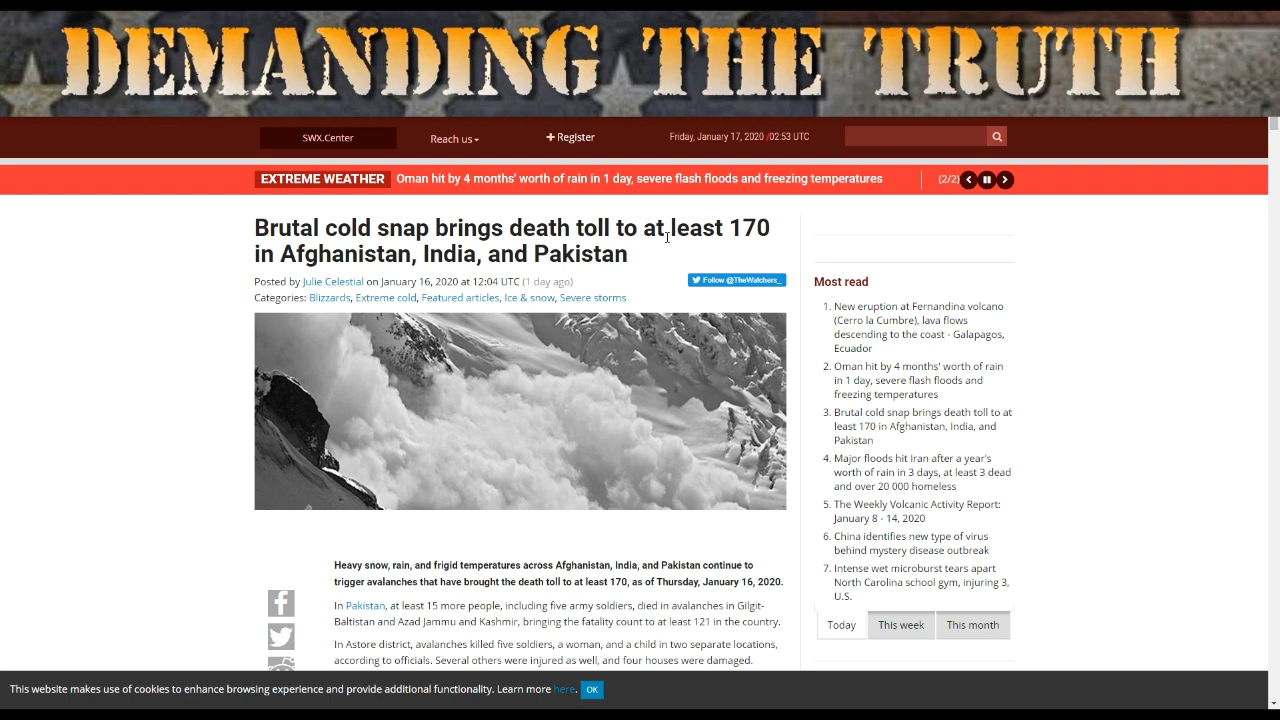 DEMANDING THE TRUTH
SWX.Center
Reach us
Register
Friday, January 17, 2020 /02:53 UTC
EXTREME WEATHER
Oman hit by 4 months' worth of rain in 1 day, severe flash floods and freezing temperatures
(2/2)
Brutal cold snap brings death toll to at least 170
in Afghanistan, India, and Pakistan
Posted by Julie Celestial on January 16, 2020 at 12:04 UTC (1 day ago)
Follow @TheWatchers_
Categories: Blizzards, Extreme cold, Featured articles, Ice & snow, Severe storms
Heavy snow, rain, and frigid temperatures across Afghanistan, India, and Pakistan continue to
trigger avalanches that have brought the death toll to at least 170, as of Thursday, January 16, 2020.
In Pakistan, at least 15 more people, including five army soldiers, died in avalanches in Gilgit-
Baltistan and Azad Jammu and Kashmir, bringing the fatality count to at least 121 in the country.
In Astore district, avalanches killed five soldiers, a woman, and a child in two separate locations,
according to officials. Several others were injured as well, and four houses were damaged.
Most read
1. New eruption at Fernandina volcano
(Cerro la Cumbre), lava flows
descending to the coast - Galapagos,
Ecuador
2. Oman hit by 4 months' worth of rain
in 1 day, severe flash floods and
freezing temperatures
3. Brutal cold snap brings death toll to at
least 170 in Afghanistan, India, and
Pakistan
4. Major floods hit Iran after a year's
worth of rain in 3 days, at least 3 dead
and over 20 000 homeless
5. The Weekly Volcanic Activity Report:
January 8 - 14, 2020
6. China identifies new type of virus
behind mystery disease outbreak
7. Intense wet microburst tears apart
North Carolina school gym, injuring 3,
U.S.
Today
This week
This month
This website makes use of cookies to enhance browsing experience and provide additional functionality. Learn more here.
OK